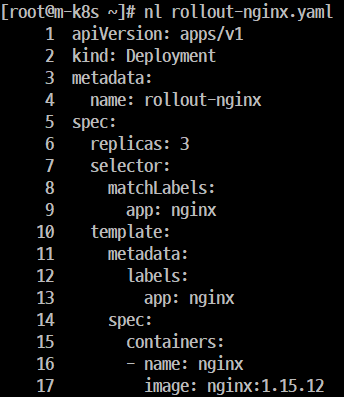 [root@m-k8s ~]# nl rollout-nginx.yaml
     1  apiVersion: apps/v1
     2  kind: Deployment
     3  metadata:
     4    name: rollout-nginx
     5  spec:
     6    replicas: 3
     7    selector:
     8      matchLabels:
     9        app: nginx
    10    template:
    11      metadata:
    12        labels:
    13          app: nginx
    14      spec:
    15        containers:
    16        - name: nginx
    17          image: nginx:1.15.12